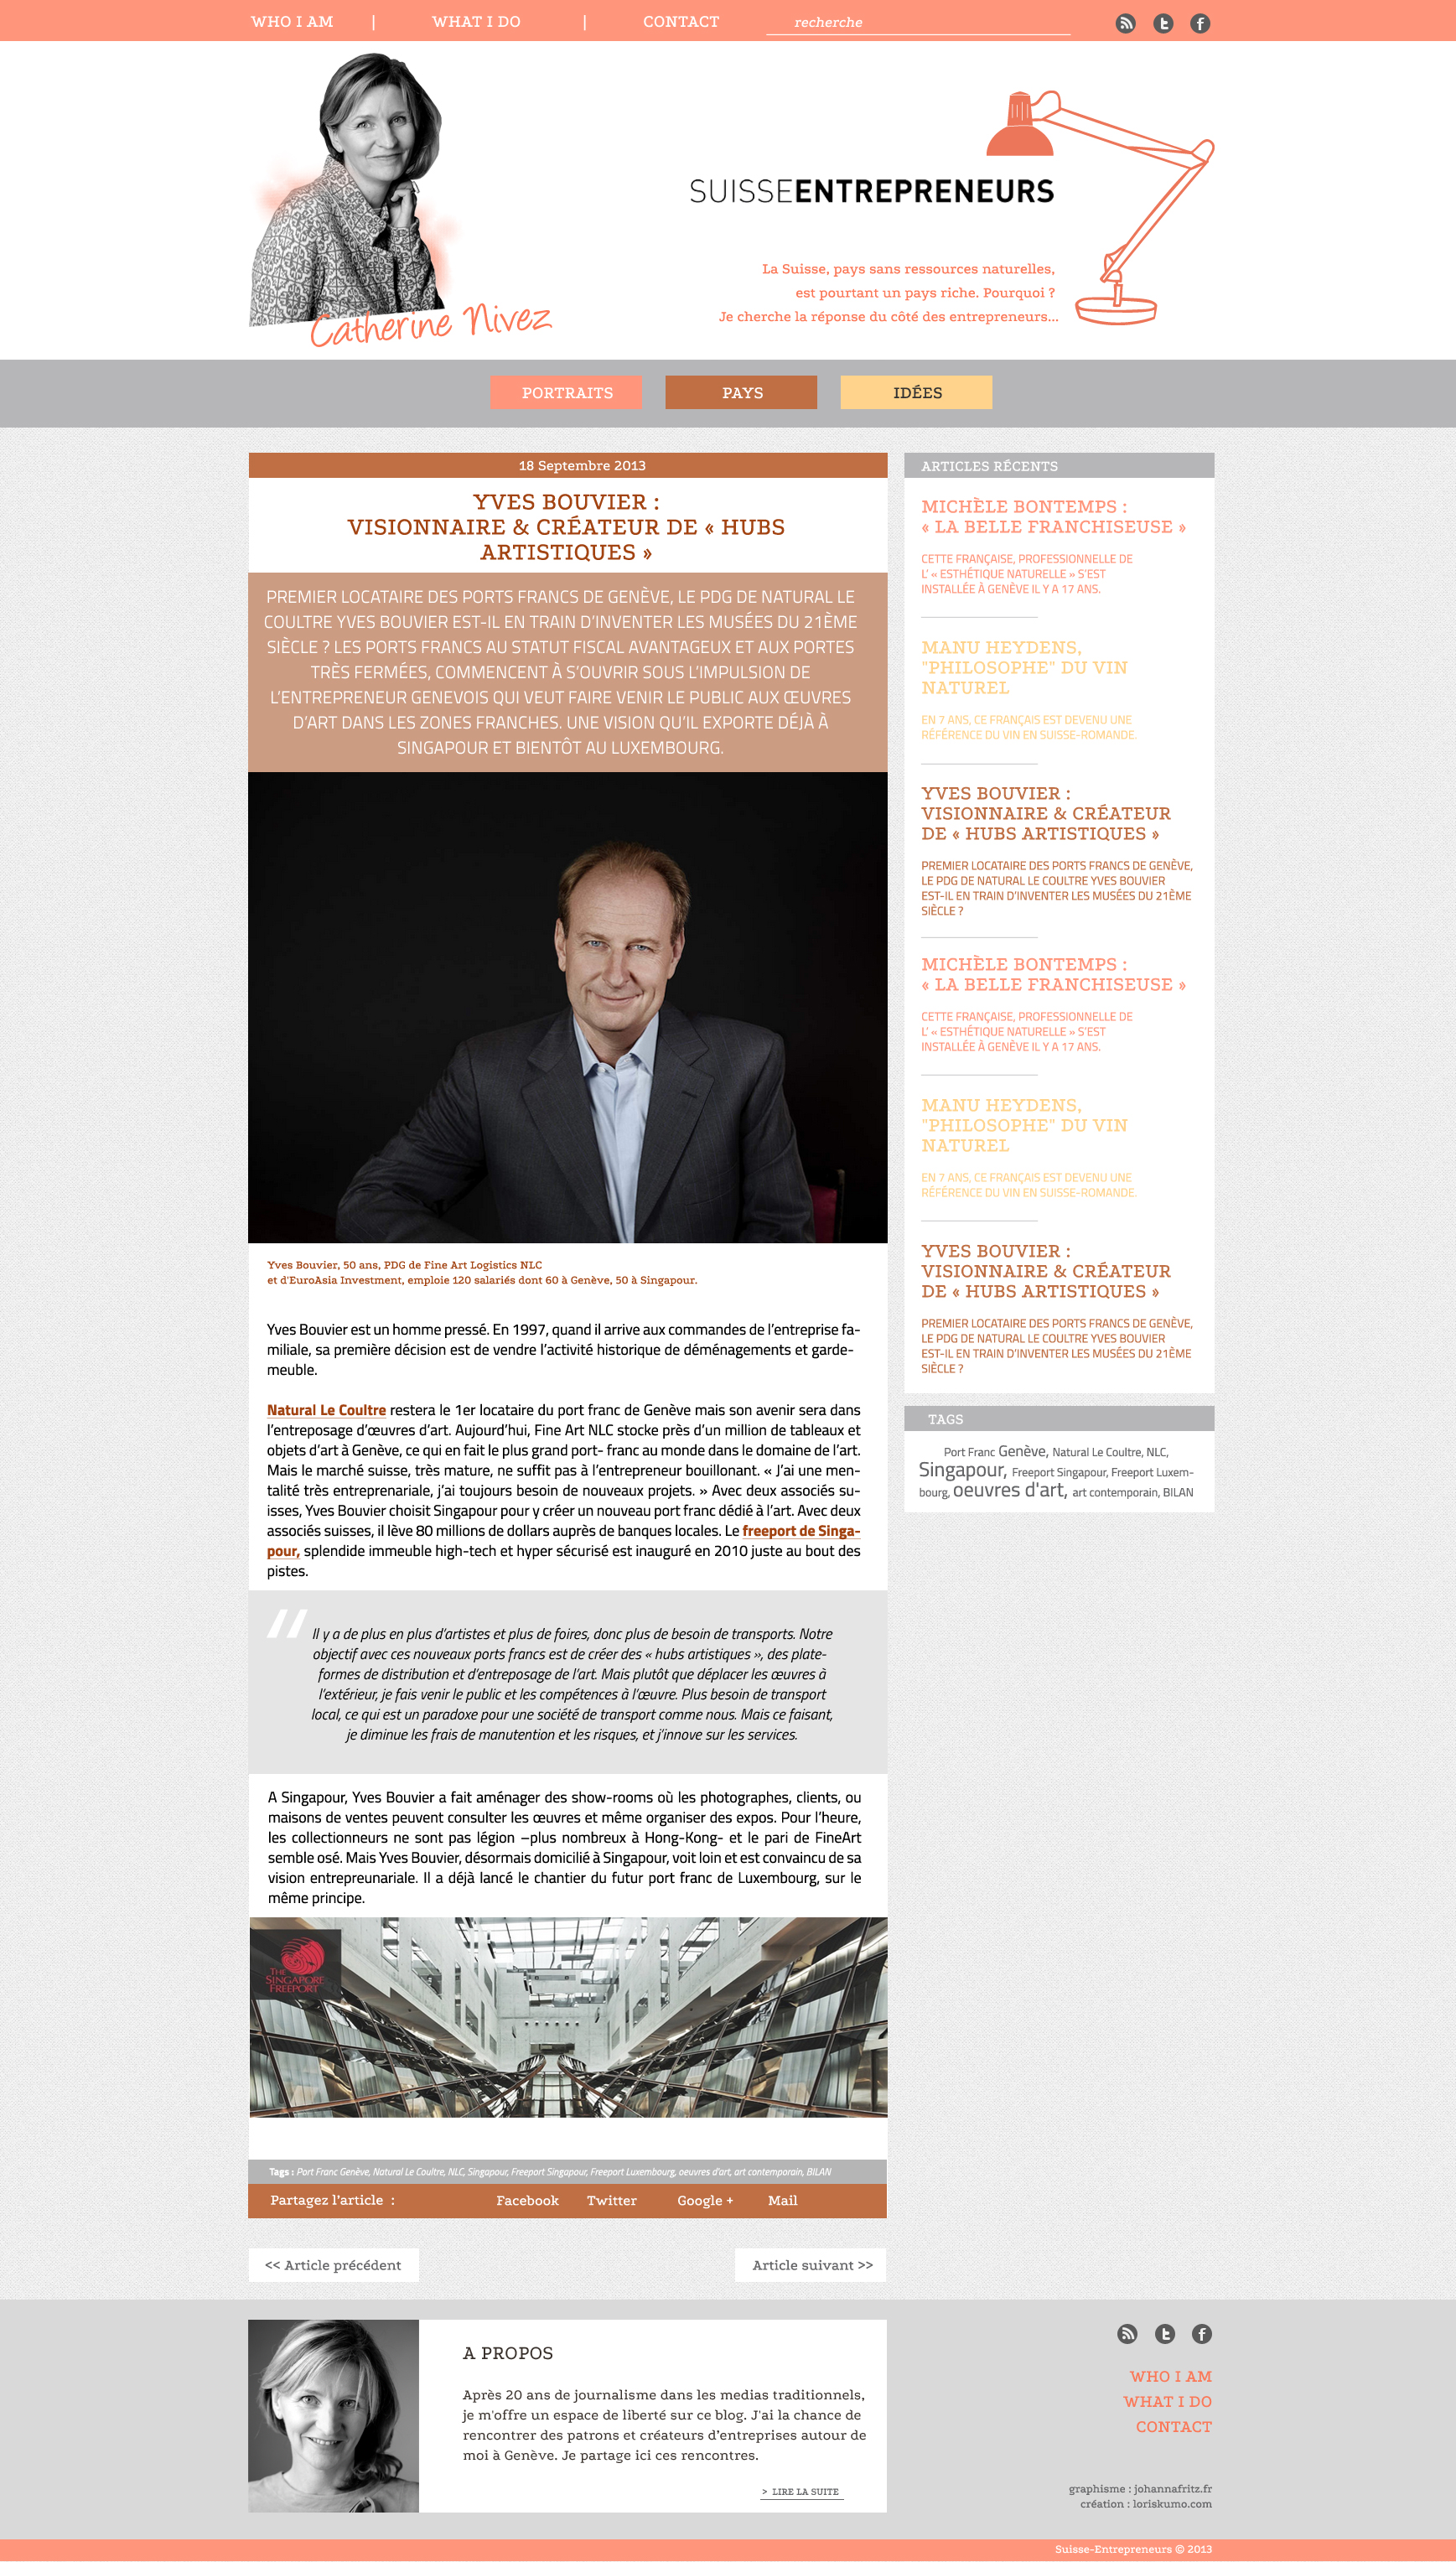 WHO I AM | WHAT I DO | CONTACT recherche
SUISSEENTREPRENEURS
La Suisse, pays sans ressources naturelles,
est pourtant un pays riche. Pourquoi ?
Je cherche la réponse du côté des entrepreneurs...
Catherine Nivez
PORTRAITS PAYS IDÉES
18 Septembre 2013
YVES BOUVIER :
VISIONNAIRE & CRÉATEUR DE « HUBS
ARTISTIQUES »
PREMIER LOCATAIRE DES PORTS FRANCS DE GENÈVE, LE PDG DE NATURAL LE
COULTRE YVES BOUVIER EST-IL EN TRAIN D'INVENTER LES MUSÉES DU 21ÈME
SIÈCLE ? LES PORTS FRANCS AU STATUT FISCAL AVANTAGEUX ET AUX PORTES
TRÈS FERMÉES, COMMENCENT À S'OUVRIR SOUS L'IMPULSION DE
L'ENTREPRENEUR GENEVOIS QUI VEUT FAIRE VENIR LE PUBLIC AUX ŒUVRES
D'ART DANS LES ZONES FRANCHES. UNE VISION QU'IL EXPORTE DÉJÀ À
SINGAPOUR ET BIENTÔT AU LUXEMBOURG.
Yves Bouvier, 50 ans, PDG de Fine Art Logistics NLC
et d'EuroAsia Investment, emploie 120 salariés dont 60 à Genève, 50 à Singapour.
Yves Bouvier est un homme pressé. En 1997, quand il arrive aux commandes de l'entreprise fa-
miliale, sa première décision est de vendre l'activité historique de déménagements et garde-
meuble.
Natural Le Coultre restera le 1er locataire du port franc de Genève mais son avenir sera dans
l'entreposage d'œuvres d'art. Aujourd'hui, Fine Art NLC stocke près d'un million de tableaux et
objets d'art à Genève, ce qui en fait le plus grand port- franc au monde dans le domaine de l'art.
Mais le marché suisse, très mature, ne suffit pas à l'entrepreneur bouillonant. « J'ai une men-
talité très entreprenariale, j'ai toujours besoin de nouveaux projets. » Avec deux associés su-
isses, Yves Bouvier choisit Singapour pour y créer un nouveau port franc dédié à l'art. Avec deux
associés suisses, il lève 80 millions de dollars auprès de banques locales. Le freeport de Singa-
pour, splendide immeuble high-tech et hyper sécurisé est inauguré en 2010 juste au bout des
pistes.
Il y a de plus en plus d'artistes et plus de foires, donc plus de besoin de transports. Notre
objectif avec ces nouveaux ports francs est de créer des « hubs artistiques », des plate-
formes de distribution et d'entreposage de l'art. Mais plutôt que déplacer les œuvres à
l'extérieur, je fais venir le public et les compétences à l'œuvre. Plus besoin de transport
local, ce qui est un paradoxe pour une société de transport comme nous. Mais ce faisant,
je diminue les frais de manutention et les risques, et j'innove sur les services.
A Singapour, Yves Bouvier a fait aménager des show-rooms où les photographes, clients, ou
maisons de ventes peuvent consulter les œuvres et même organiser des expos. Pour l'heure,
les collectionneurs ne sont pas légion –plus nombreux à Hong-Kong- et le pari de FineArt
semble osé. Mais Yves Bouvier, désormais domicilié à Singapour, voit loin et est convaincu de sa
vision entrepreunariale. Il a déjà lancé le chantier du futur port franc de Luxembourg, sur le
même principe.
THE
SINGAPORE
FREEPORT
Tags : Port Franc Genêve, Natural Le Coultre, NLC, Singapour, Freeport Singapour, Freeport Luxembourg, oeuvres d'art, art contemporain, BILAN
Partagez l'article : Facebook Twitter Google + Mail
<< Article précédent Article suivant >>
ARTICLES RÉCENTS
MICHÈLE BONTEMPS :
« LA BELLE FRANCHISEUSE »
CETTE FRANÇAISE, PROFESSIONNELLE DE
L' « ESTHÉTIQUE NATURELLE » S'EST
INSTALLÉE À GENÈVE IL Y A 17 ANS.
MANU HEYDENS,
"PHILOSOPHE" DU VIN
NATUREL
EN 7 ANS, CE FRANÇAIS EST DEVENU UNE
RÉFÉRENCE DU VIN EN SUISSE-ROMANDE.
YVES BOUVIER :
VISIONNAIRE & CRÉATEUR
DE « HUBS ARTISTIQUES »
PREMIER LOCATAIRE DES PORTS FRANCS DE GENÈVE,
LE PDG DE NATURAL LE COULTRE YVES BOUVIER
EST-IL EN TRAIN D'INVENTER LES MUSÉES DU 21ÈME
SIÈCLE ?
MICHÈLE BONTEMPS :
« LA BELLE FRANCHISEUSE »
CETTE FRANÇAISE, PROFESSIONNELLE DE
L' « ESTHÉTIQUE NATURELLE » S'EST
INSTALLÉE À GENÈVE IL Y A 17 ANS.
MANU HEYDENS,
"PHILOSOPHE" DU VIN
NATUREL
EN 7 ANS, CE FRANÇAIS EST DEVENU UNE
RÉFÉRENCE DU VIN EN SUISSE-ROMANDE.
YVES BOUVIER :
VISIONNAIRE & CRÉATEUR
DE « HUBS ARTISTIQUES »
PREMIER LOCATAIRE DES PORTS FRANCS DE GENÈVE,
LE PDG DE NATURAL LE COULTRE YVES BOUVIER
EST-IL EN TRAIN D'INVENTER LES MUSÉES DU 21ÈME
SIÈCLE ?
TAGS
Port Franc Genêve, Natural Le Coultre, NLC,
Singapour, Freeport Singapour, Freeport Luxem-
bourg, oeuvres d'art, art contemporain, BILAN
A PROPOS
Après 20 ans de journalisme dans les medias traditionnels,
je m'offre un espace de liberté sur ce blog. J'ai la chance de
rencontrer des patrons et créateurs d'entreprises autour de
moi à Genève. Je partage ici ces rencontres.
> LIRE LA SUITE
WHO I AM
WHAT I DO
CONTACT
graphisme : johannafritz.fr
création : loriskumo.com
Suisse-Entrepreneurs © 2013